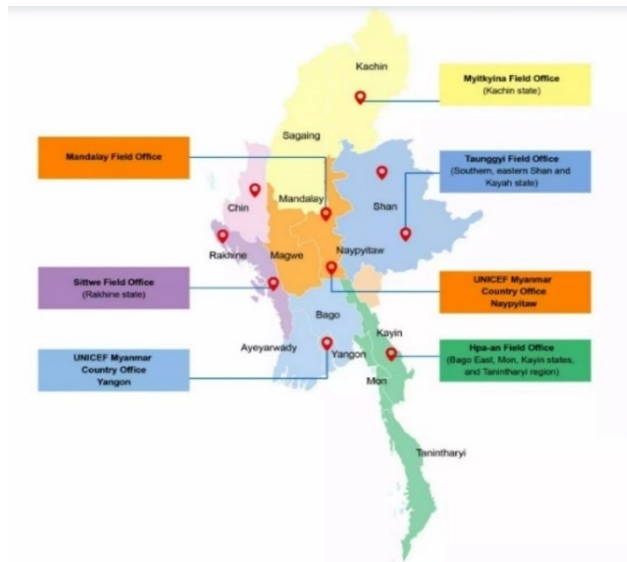 Kachin
Myitkyina Field Office
(Kachin state)
Sagaing
Mandalay Field Office
Taunggyi Field Office
(Southern, eastern Shan and
Kayah state)
Chin
Mandalay
Shan
Rakhine
Magwe
Naypyitaw
Sittwe Field Office
(Rakhine state)
UNICEF Myanmar
Country Office
Naypyitaw
Bago
Ayeyarwady
Yangon
Kayin
Mon
UNICEF Myanmar
Country Office
Yangon
Hpa-an Field Office
(Bago East, Mon, Kayin states,
and Tanintharyi region)
Tanintharyi